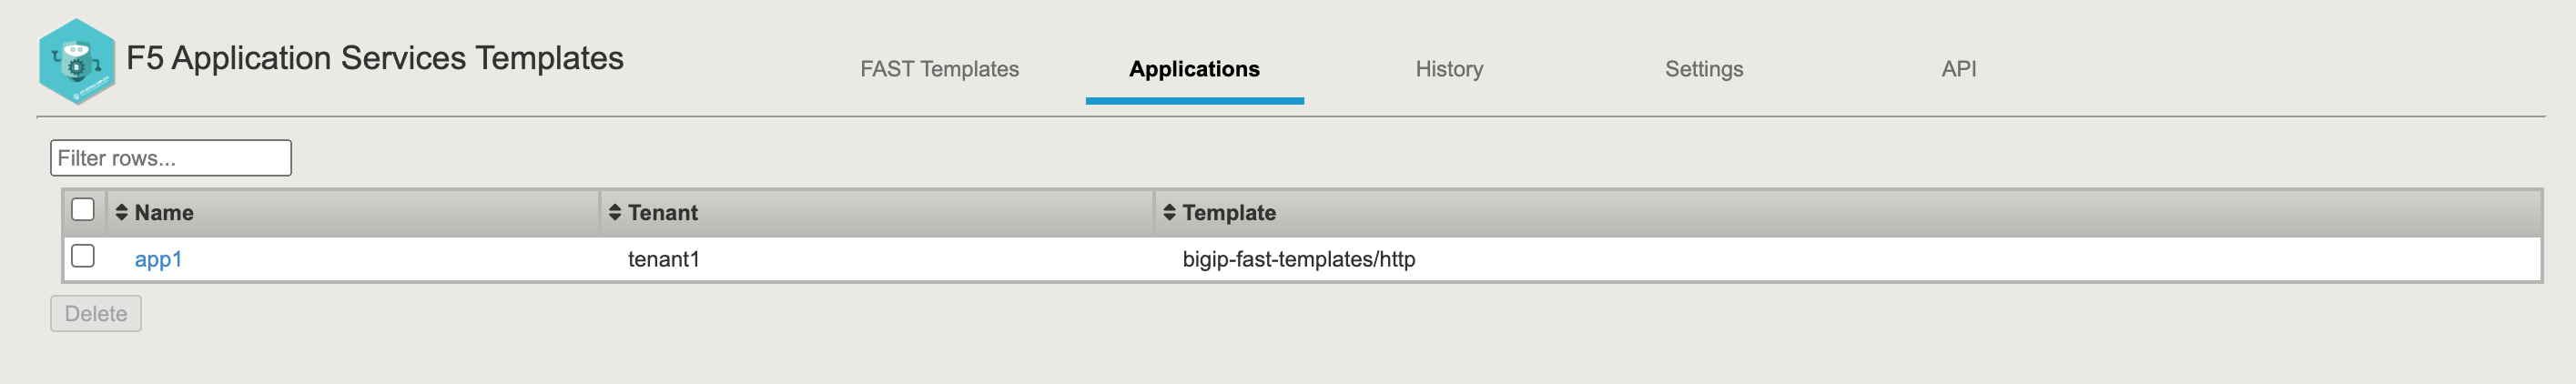 F5 Application Services Templates
FAST Templates Applications History Settings API
Filter rows...
Name Tenant Template
app1 tenant1 bigip-fast-templates/http
Delete